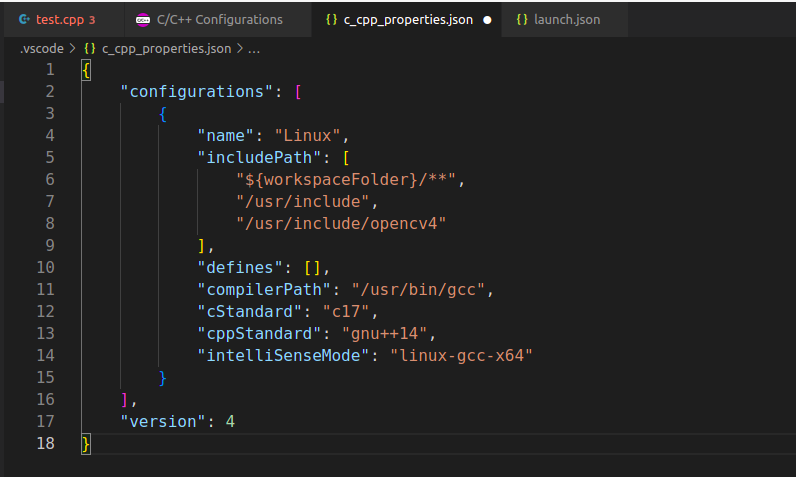 test.cpp 3
C/C++ Configurations
{} c_cpp_properties.json ●
{} launch.json
.vscode > {} c_cpp_properties.json > ...
1 {
2     "configurations": [
3         {
4             "name": "Linux",
5             "includePath": [
6                 "${workspaceFolder}/**",
7                 "/usr/include",
8                 "/usr/include/opencv4"
9             ],
10             "defines": [],
11             "compilerPath": "/usr/bin/gcc",
12             "cStandard": "c17",
13             "cppStandard": "gnu++14",
14             "intelliSenseMode": "linux-gcc-x64"
15         }
16     ],
17     "version": 4
18 }